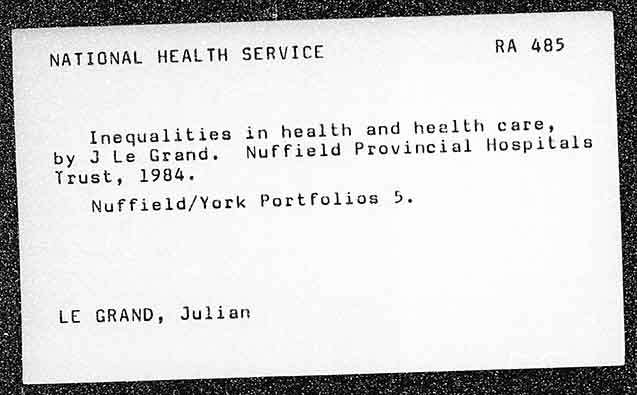 NATIONAL HEALTH SERVICE RA 485
Inequalities in health and health care,
by J Le Grand. Nuffield Provincial Hospitals
Trust, 1984.
Nuffield/York Portfolios 5.
LE GRAND, Julian